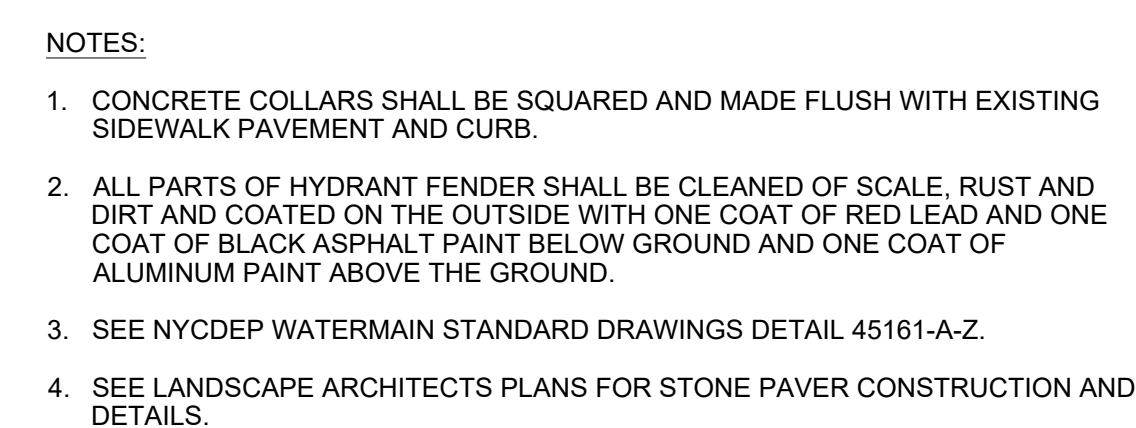 NOTES:
1. CONCRETE COLLARS SHALL BE SQUARED AND MADE FLUSH WITH EXISTING
SIDEWALK PAVEMENT AND CURB.
2. ALL PARTS OF HYDRANT FENDER SHALL BE CLEANED OF SCALE, RUST AND
DIRT AND COATED ON THE OUTSIDE WITH ONE COAT OF RED LEAD AND ONE
COAT OF BLACK ASPHALT PAINT BELOW GROUND AND ONE COAT OF
ALUMINUM PAINT ABOVE THE GROUND.
3. SEE NYCDEP WATERMAIN STANDARD DRAWINGS DETAIL 45161-A-Z.
4. SEE LANDSCAPE ARCHITECTS PLANS FOR STONE PAVER CONSTRUCTION AND
DETAILS.